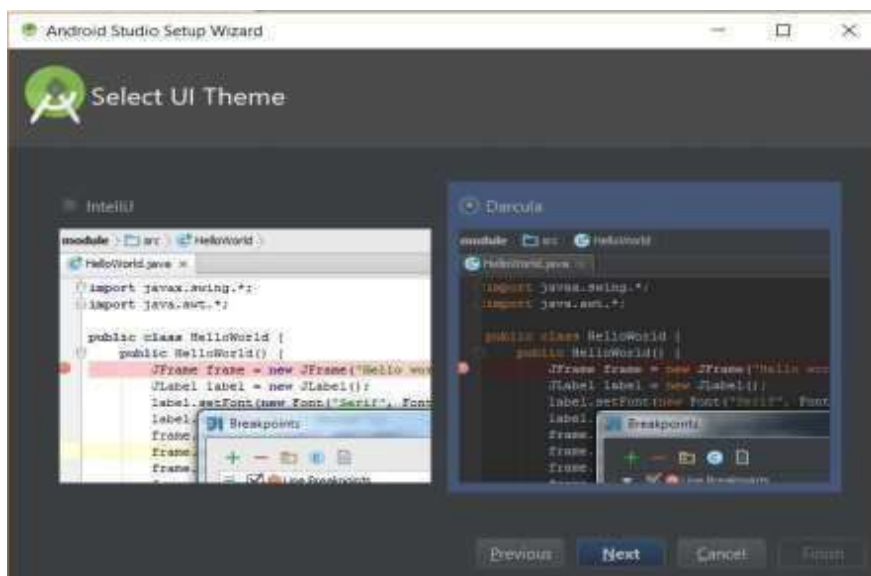 Android Studio Setup Wizard
Select UI Theme
IntelliJ
module src HelloWorld
HelloWorld.java ×
import javax.swing.*;
import java.awt.*;
public class HelloWorld {
public HelloWorld() {
JFrame frame = new JFrame("Hello wor
JLabel label = new JLabel();
label.setFont(new Font("Serif", Font
label.
frame.
frame.
frame.
Breakpoints
Line Breakpoints
Darcula
module src HelloWorld
HelloWorld.java
import javax.swing.*;
import java.awt.*;
public class HelloWorld {
public HelloWorld() {
JFrame frame = new JFrame("Hello wor
JLabel label = new JLabel();
label.setFont(new Font("Serif", Font
label.
frame.
frame.
frame.
Breakpoints
Line Breakpoints
Previous Next Cancel Finish